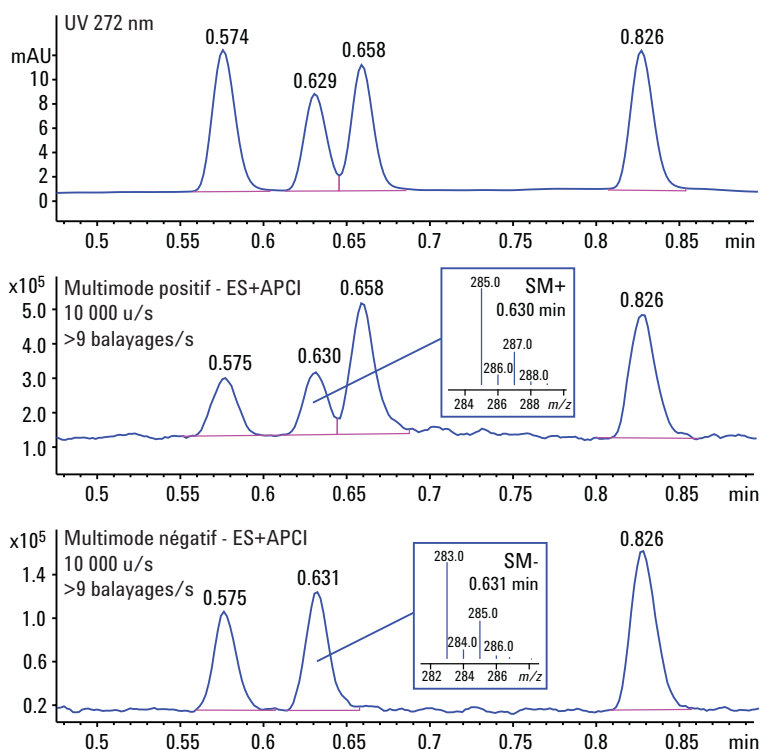 UV 272 nm
mAU
10
8
6
4
2
0
0.574
0.629
0.658
0.826
0.5 0.55 0.6 0.65 0.7 0.75 0.8 0.85 min
x10⁵
Multimode positif - ES+APCI
10 000 u/s
>9 balayages/s
5.0
4.0
3.0
2.0
1.0
0.575
0.630
0.658
0.826
SM+
0.630 min
285.0
287.0
286.0
288.0
284 286 288 m/z
0.5 0.55 0.6 0.65 0.7 0.75 0.8 0.85 min
x10⁵
Multimode négatif - ES+APCI
10 000 u/s
>9 balayages/s
1.4
1.0
0.6
0.2
0.575
0.631
0.826
SM-
0.631 min
283.0
285.0
284.0
286.0
282 284 286 m/z
0.5 0.55 0.6 0.65 0.7 0.75 0.8 0.85 min